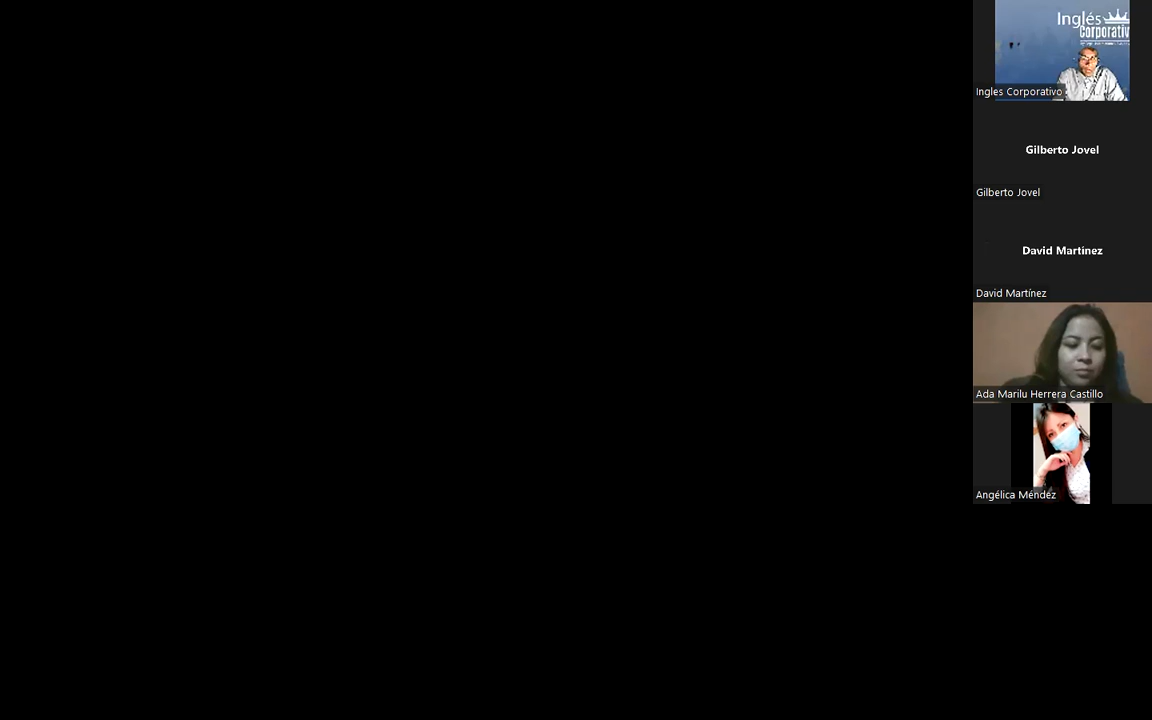 Inglés
Corporativ
Ingles Corporativo
Gilberto Jovel
Gilberto Jovel
David Martínez
David Martínez
Ada Marilu Herrera Castillo
Angélica Méndez